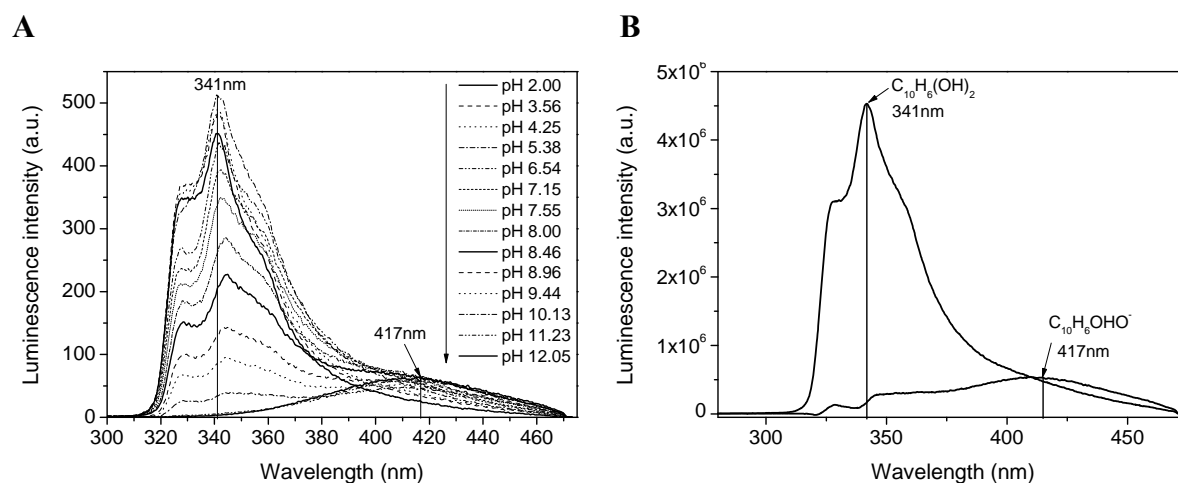 A
B
341nm
417nm
pH 2.00
pH 3.56
pH 4.25
pH 5.38
pH 6.54
pH 7.15
pH 7.55
pH 8.00
pH 8.46
pH 8.96
pH 9.44
pH 10.13
pH 11.23
pH 12.05
500
400
300
200
100
0
Luminescence intensity (a.u.)
300 320 340 360 380 400 420 440 460
Wavelength (nm)
5x10⁶
4x10⁶
3x10⁶
2x10⁶
1x10⁶
0
Luminescence intensity (a.u.)
C₁₀H₆(OH)₂
341nm
C₁₀H₆OHO⁻
417nm
300 350 400 450
Wavelength (nm)